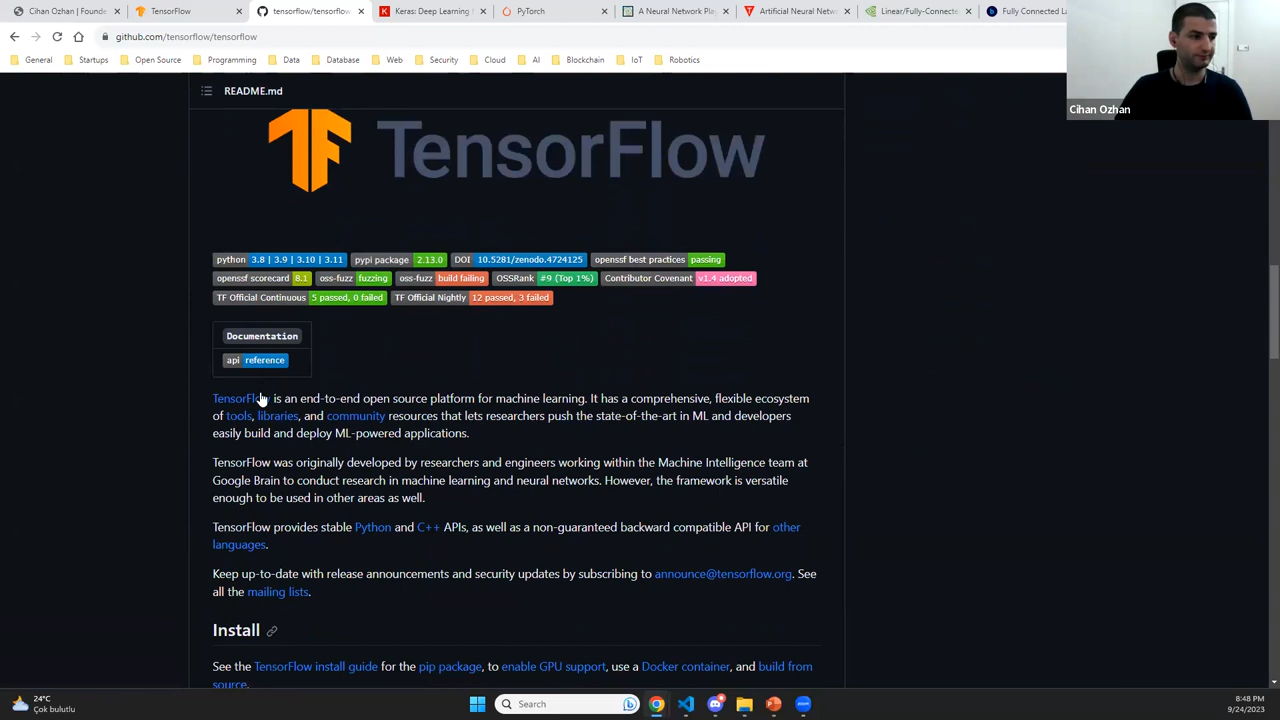 Cihan Ozhan | Founde
TensorFlow
tensorflow/tensorflow
Keras: Deep Learning
PyTorch
A Neural Network Pla
Artificial Neural Netw
Linear/Fully-Connecte
Fully Connected La
github.com/tensorflow/tensorflow
General
Startups
Open Source
Programming
Data
Database
Web
Security
Cloud
AI
Blockchain
IoT
Robotics
Cihan Ozhan
README.md
TensorFlow
python 3.8 | 3.9 | 3.10 | 3.11 pypi package 2.13.0 DOI 10.5281/zenodo.4724125 openssf best practices passing
openssf scorecard 8.1 oss-fuzz fuzzing oss-fuzz build failing OSSRank #9 (Top 1%) Contributor Covenant v1.4 adopted
TF Official Continuous 5 passed, 0 failed TF Official Nightly 12 passed, 3 failed
Documentation
api reference
TensorFlow is an end-to-end open source platform for machine learning. It has a comprehensive, flexible ecosystem
of tools, libraries, and community resources that lets researchers push the state-of-the-art in ML and developers
easily build and deploy ML-powered applications.
TensorFlow was originally developed by researchers and engineers working within the Machine Intelligence team at
Google Brain to conduct research in machine learning and neural networks. However, the framework is versatile
enough to be used in other areas as well.
TensorFlow provides stable Python and C++ APIs, as well as a non-guaranteed backward compatible API for other
languages.
Keep up-to-date with release announcements and security updates by subscribing to announce@tensorflow.org. See
all the mailing lists.
Install
See the TensorFlow install guide for the pip package, to enable GPU support, use a Docker container, and build from
source.
24°C
Çok bulutlu
Search
8:48 PM
9/24/2023